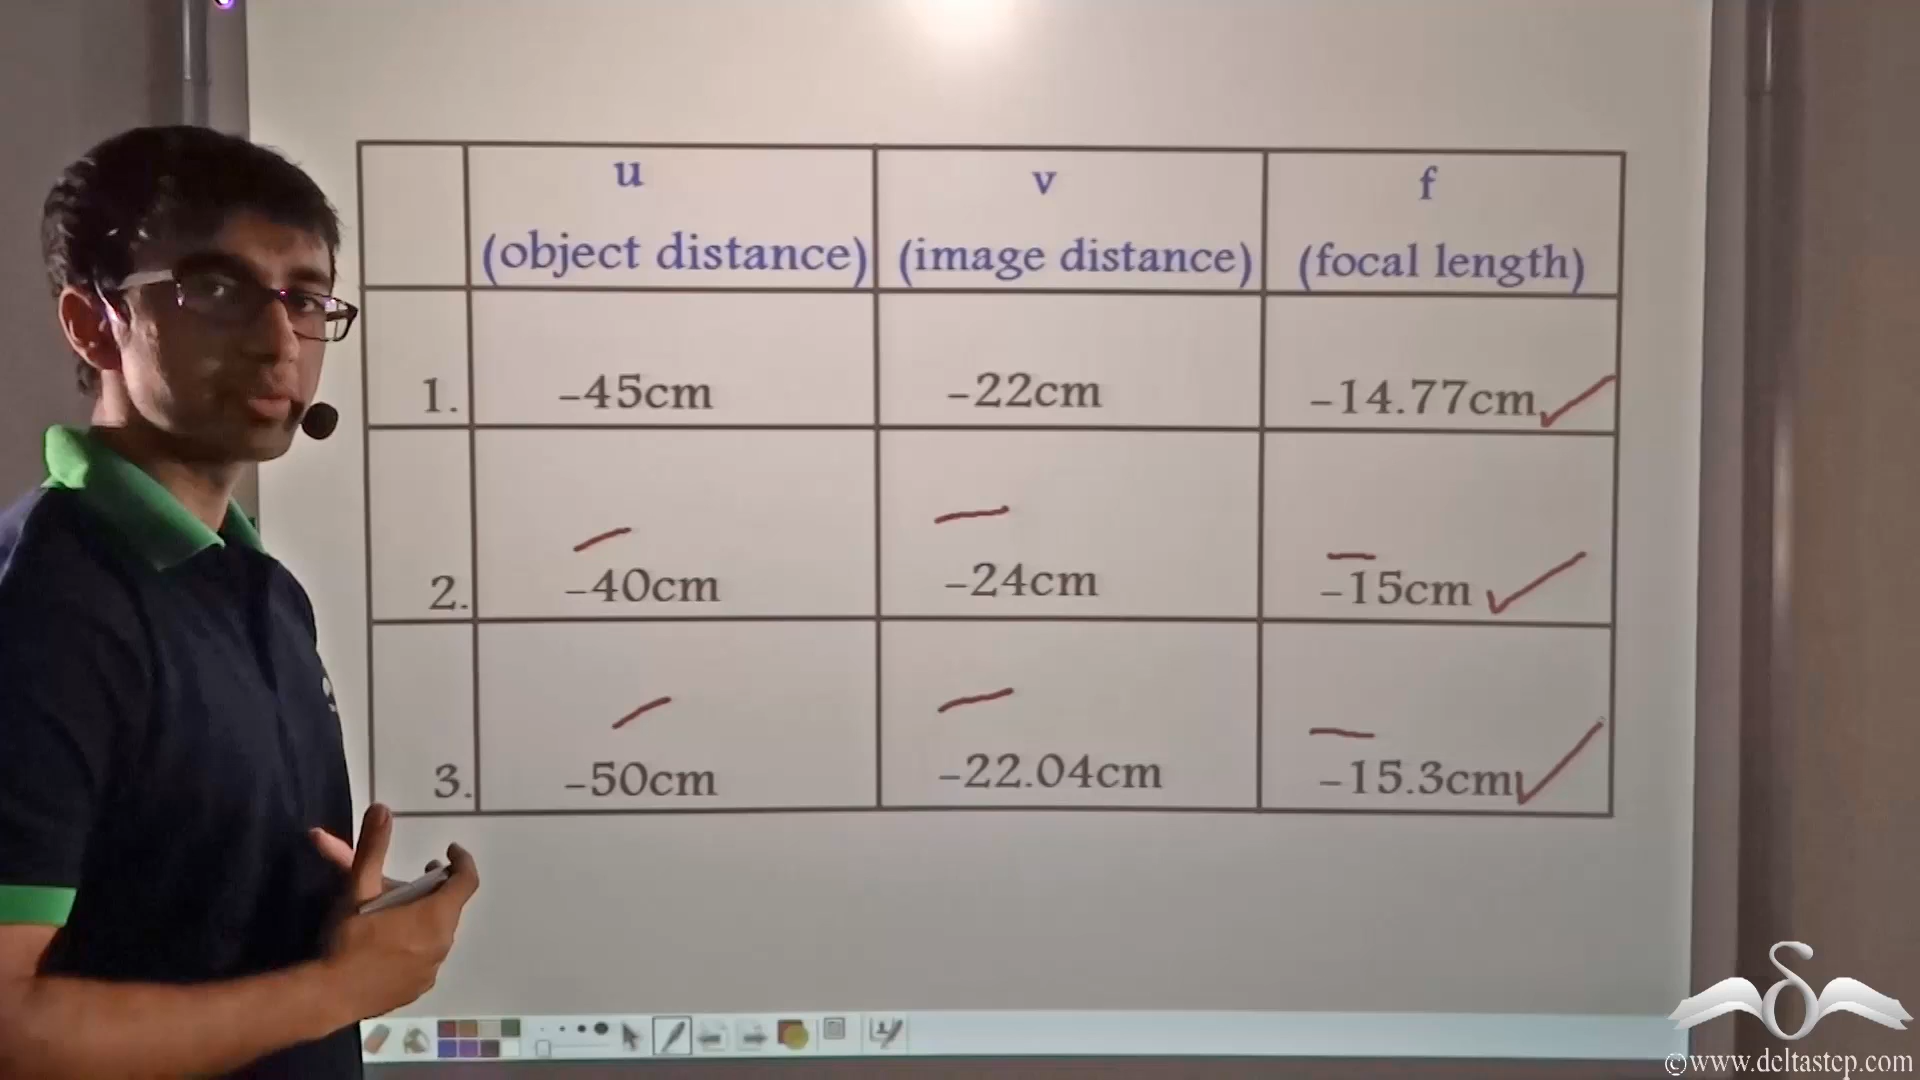 u v f
(object distance) (image distance) (focal length)
1. -45cm -22cm -14.77cm
2. -40cm -24cm -15cm
3. -50cm -22.04cm -15.3cm
©www.deltastep.com